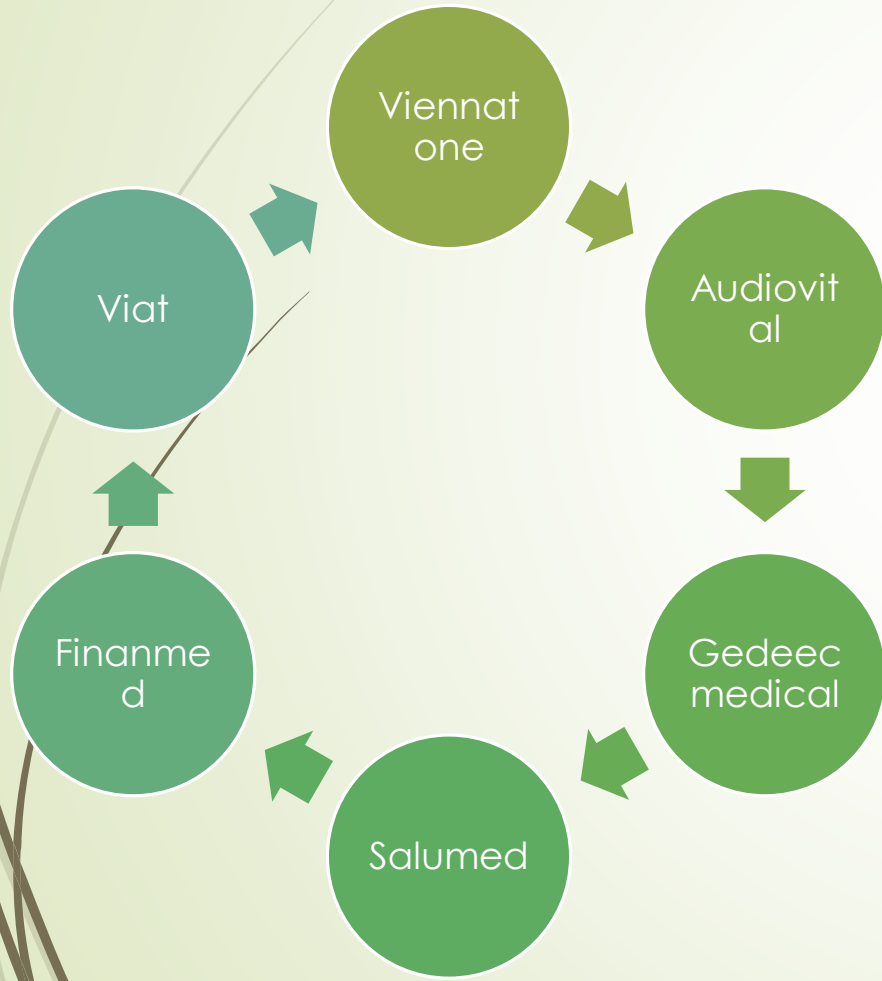 Viennat
one
Audiovit
al
Gedeec
medical
Salumed
Finanme
d
Viat